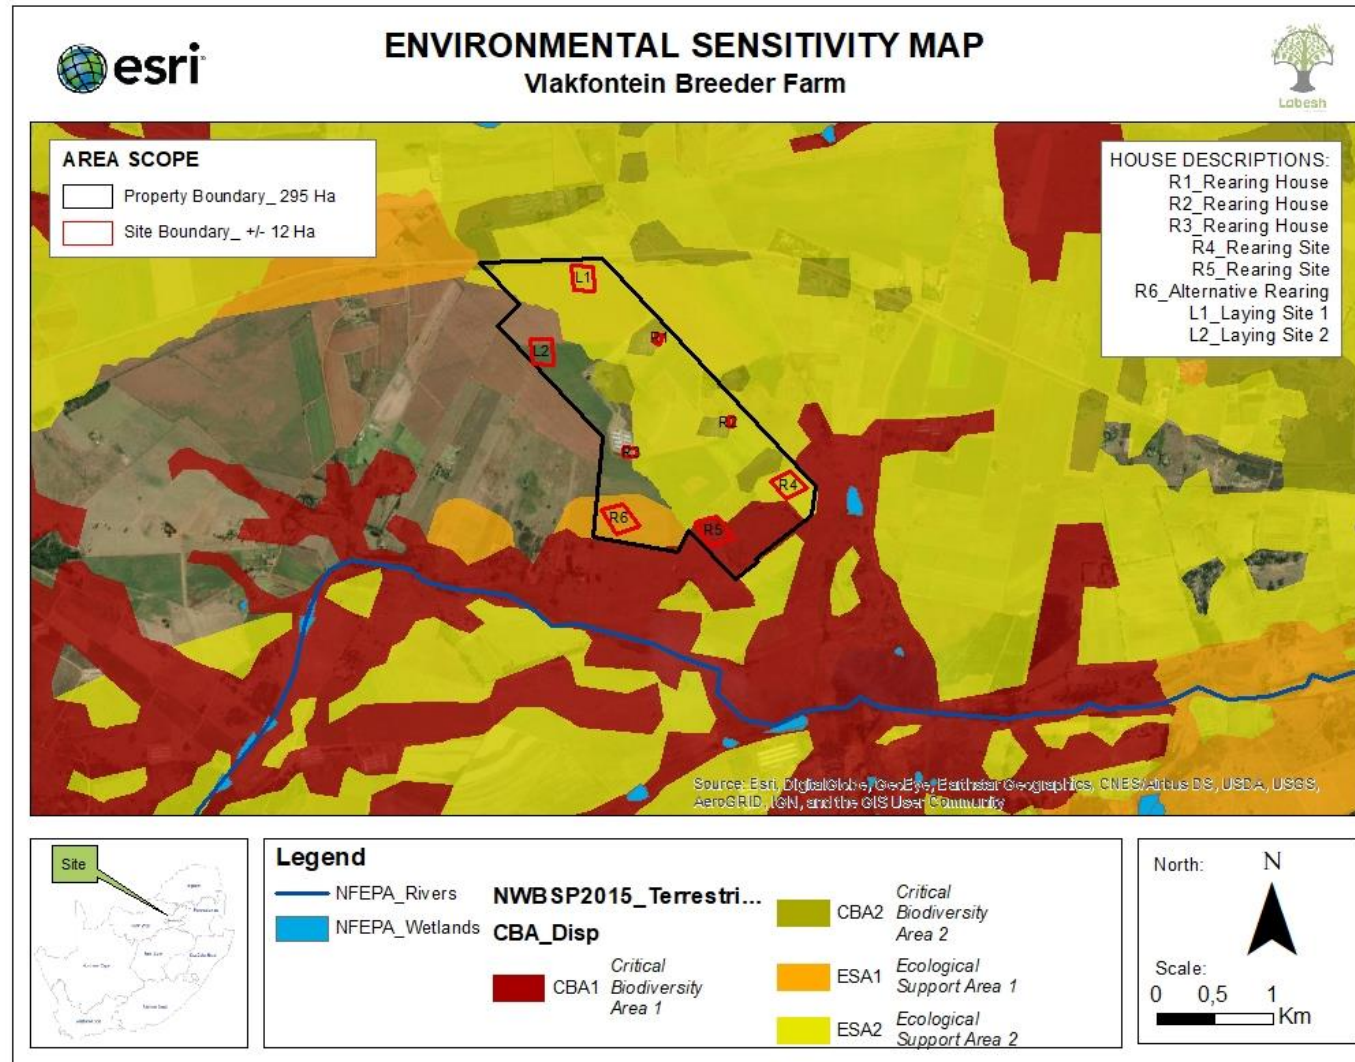 esri
ENVIRONMENTAL SENSITIVITY MAP
Vlakfontein Breeder Farm
Lobesh
AREA SCOPE
Property Boundary_ 295 Ha
Site Boundary_ +/- 12 Ha
HOUSE DESCRIPTIONS:
R1_Rearing House
R2_Rearing House
R3_Rearing House
R4_Rearing Site
R5_Rearing Site
R6_Alternative Rearing
L1_Laying Site 1
L2_Laying Site 2
L1
R1
L2
R2
R3
R4
R6
R5
Source: Esri, DigitalGlobe, GeoEye, Earthstar Geographics, CNES/Airbus DS, USDA, USGS,
AeroGRID, IGN, and the GIS User Community
Site
Legend
NFEPA_Rivers
NFEPA_Wetlands
NWBSP2015_Terrestri...
CBA_Disp
CBA1 Critical
Biodiversity
Area 1
CBA2 Critical
Biodiversity
Area 2
ESA1 Ecological
Support Area 1
ESA2 Ecological
Support Area 2
North: N
Scale:
0 0,5 1
Km